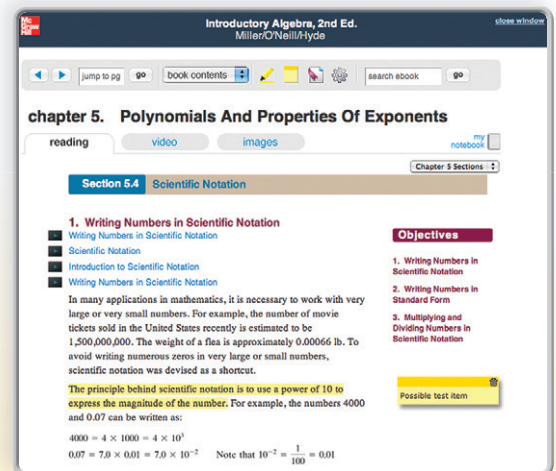 Mc
Graw
Hill
Introductory Algebra, 2nd Ed.
Miller/O'Neill/Hyde
close window
jump to pg
go
book contents
search ebook
go
chapter 5. Polynomials And Properties Of Exponents
reading
video
images
my
notebook
Chapter 5 Sections
Section 5.4 Scientific Notation
1. Writing Numbers in Scientific Notation
Writing Numbers in Scientific Notation
Scientific Notation
Introduction to Scientific Notation
Writing Numbers in Scientific Notation
In many applications in mathematics, it is necessary to work with very
large or very small numbers. For example, the number of movie
tickets sold in the United States recently is estimated to be
1,500,000,000. The weight of a flea is approximately 0.00066 lb. To
avoid writing numerous zeros in very large or small numbers,
scientific notation was devised as a shortcut.
The principle behind scientific notation is to use a power of 10 to
express the magnitude of the number. For example, the numbers 4000
and 0.07 can be written as:
4000 = 4 × 1000 = 4 × 10³
0.07 = 7.0 × 0.01 = 7.0 × 10⁻² Note that 10⁻² = 1/100 = 0.01
Objectives
1. Writing Numbers in
Scientific Notation
2. Writing Numbers in
Standard Form
3. Multiplying and
Dividing Numbers in
Scientific Notation
Possible test item